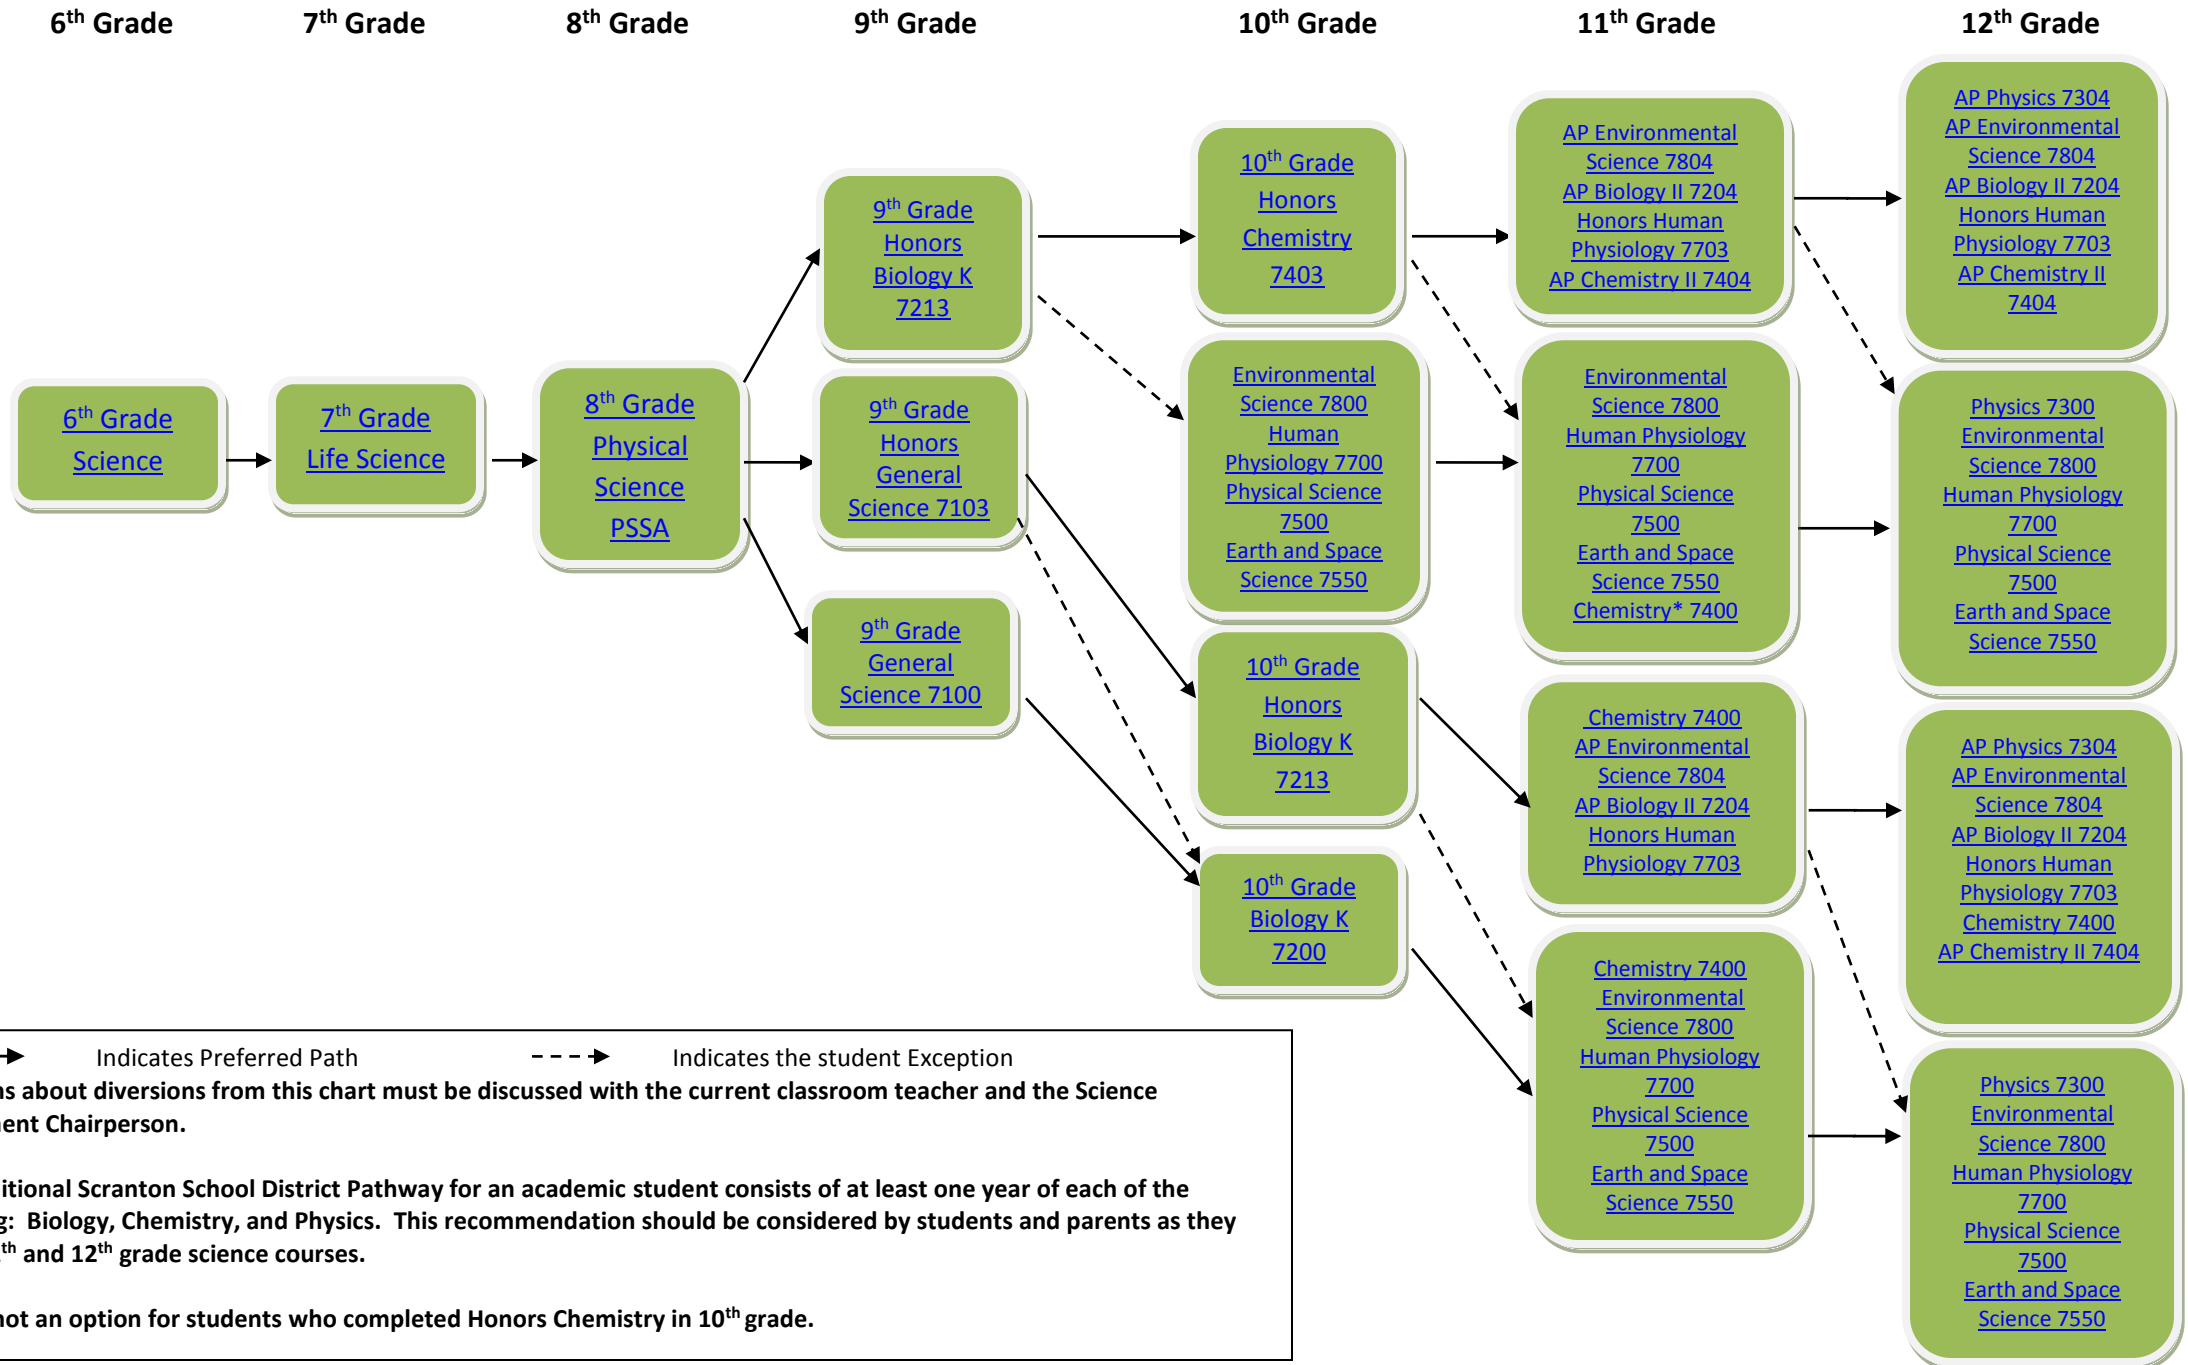 6th Grade
7th Grade
8th Grade
9th Grade
10th Grade
11th Grade
12th Grade
6th Grade
Science
7th Grade
Life Science
8th Grade
Physical
Science
PSSA
9th Grade
Honors
Biology K
7213
9th Grade
Honors
General
Science 7103
9th Grade
General
Science 7100
10th Grade
Honors
Chemistry
7403
Environmental
Science 7800
Human
Physiology 7700
Physical Science
7500
Earth and Space
Science 7550
10th Grade
Honors
Biology K
7213
10th Grade
Biology K
7200
AP Environmental
Science 7804
AP Biology II 7204
Honors Human
Physiology 7703
AP Chemistry II 7404
Environmental
Science 7800
Human Physiology
7700
Physical Science
7500
Earth and Space
Science 7550
Chemistry* 7400
Chemistry 7400
AP Environmental
Science 7804
AP Biology II 7204
Honors Human
Physiology 7703
Chemistry 7400
Environmental
Science 7800
Human Physiology
7700
Physical Science
7500
Earth and Space
Science 7550
AP Physics 7304
AP Environmental
Science 7804
AP Biology II 7204
Honors Human
Physiology 7703
AP Chemistry II
7404
Physics 7300
Environmental
Science 7800
Human Physiology
7700
Physical Science
7500
Earth and Space
Science 7550
AP Physics 7304
AP Environmental
Science 7804
AP Biology II 7204
Honors Human
Physiology 7703
Chemistry 7400
AP Chemistry II 7404
Physics 7300
Environmental
Science 7800
Human Physiology
7700
Physical Science
7500
Earth and Space
Science 7550
Indicates Preferred Path
Indicates the student Exception
about diversions from this chart must be discussed with the current classroom teacher and the Science
Chairperson.
Scranton School District Pathway for an academic student consists of at least one year of each of the
Biology, Chemistry, and Physics. This recommendation should be considered by students and parents as they
and 12th grade science courses.
not an option for students who completed Honors Chemistry in 10th grade.